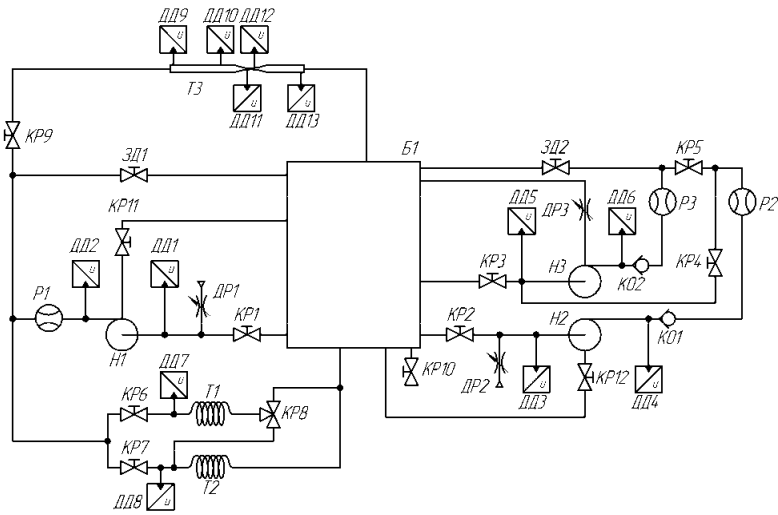 ДД9 ДД10 ДД12
и и и
Т3
и и
ДД11 ДД13
КР9
ЗД1
Б1
ЗД2 КР5
КР11
ДД5 ДД6
ДР3
Р3 Р2
и и
ДД2 ДД1
и и
КР3 Н3 КО2 КР4
Р1
ДР1
КР1
Н1
КР2 Н2
КО1
ДД7
и
КР10 ДР2
и
ДД3
КР12
и
ДД4
КР6 Т1
КР8
КР7
Т2
ДД8
и